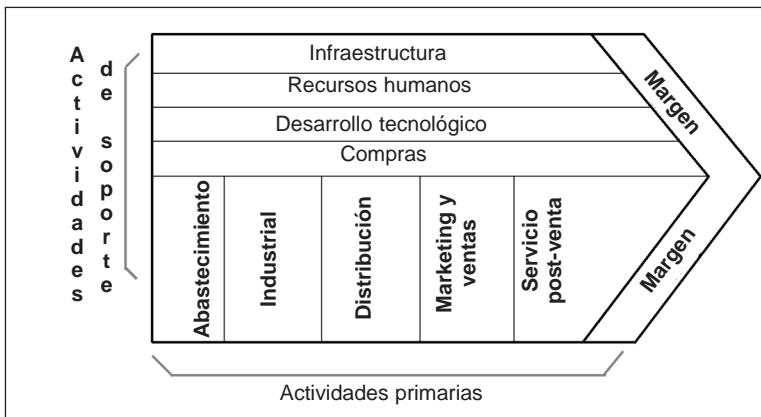 Actividades
de soporte
Infraestructura
Recursos humanos
Desarrollo tecnológico
Compras
Margen
Abastecimiento
Industrial
Distribución
Marketing y
ventas
Servicio
post-venta
Margen
Actividades primarias